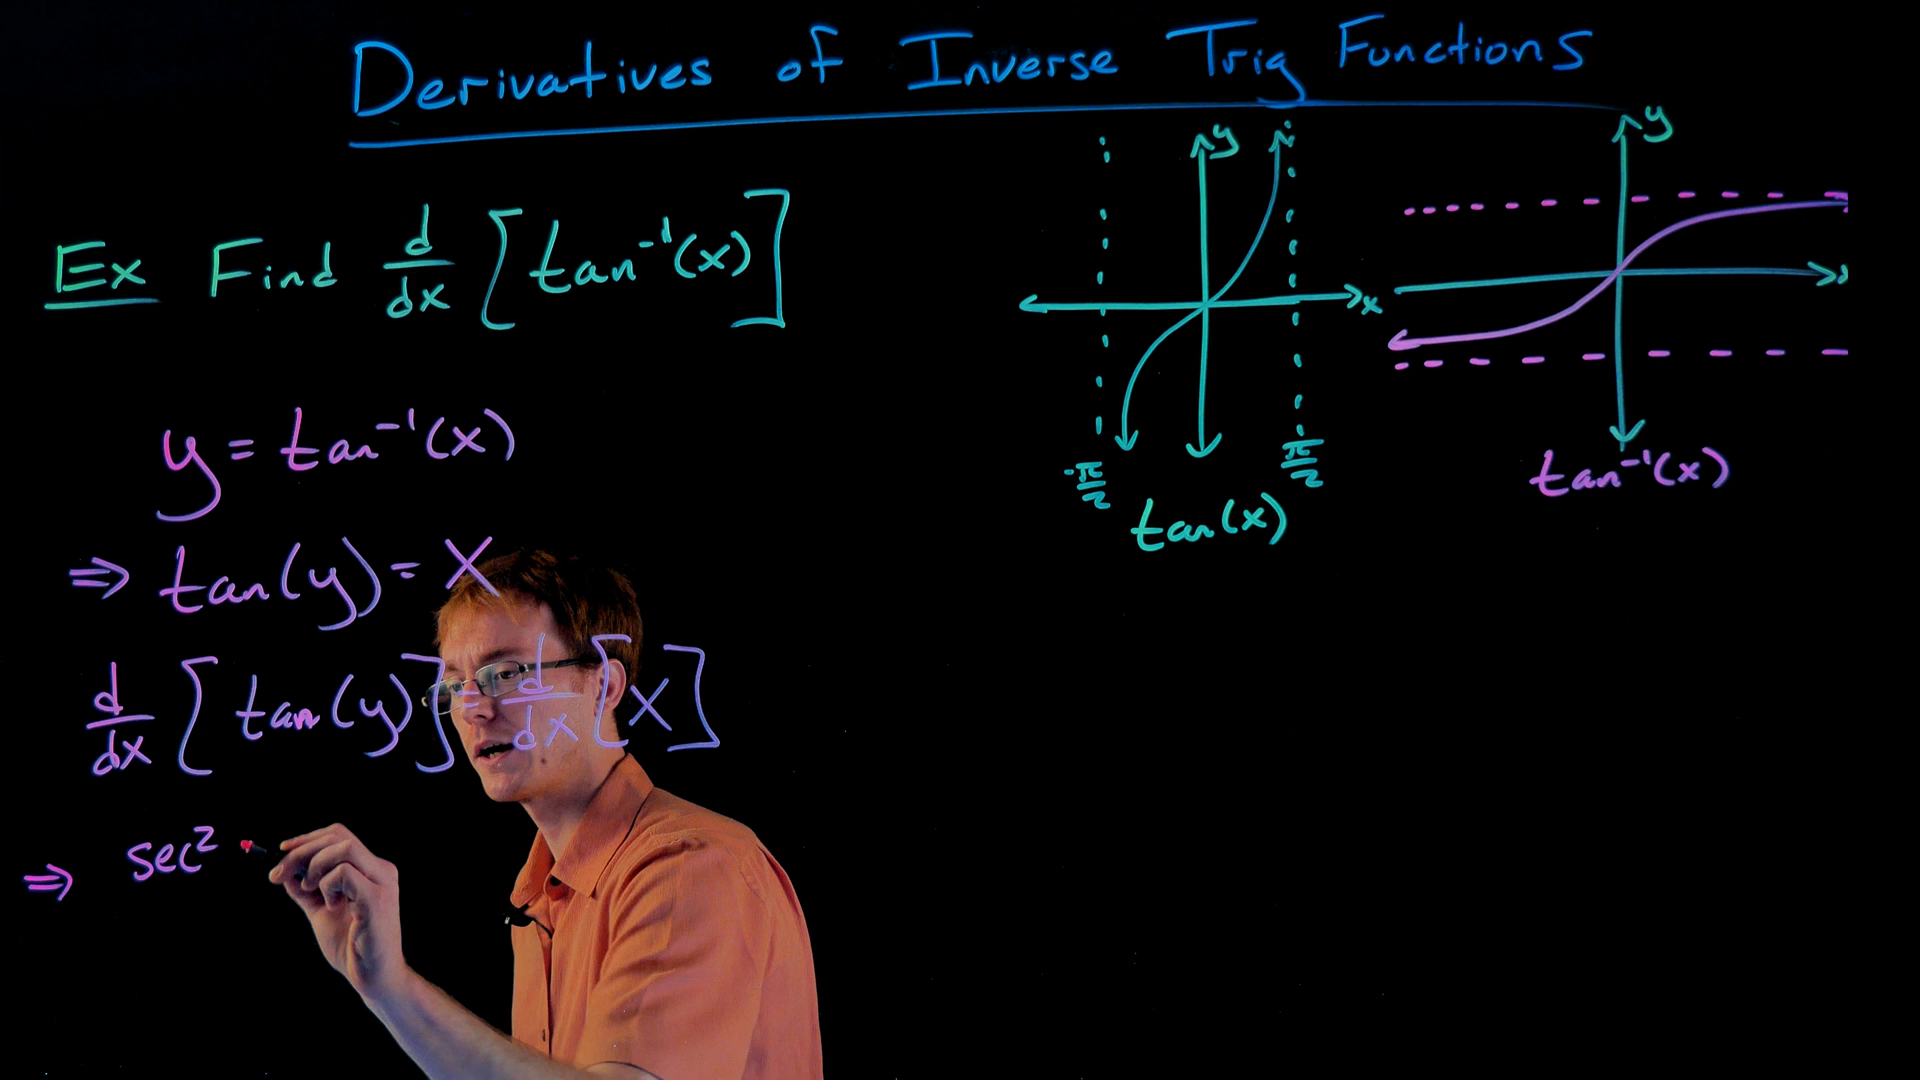 Derivatives of Inverse Trig Functions
Ex Find d/dx [tan⁻¹(x)]
y = tan⁻¹(x)
⇒ tan(y) = x
d/dx [tan(y)] = d/dx [x]
⇒ sec²
y
x
-π/2
π/2
tan(x)
y
tan⁻¹(x)